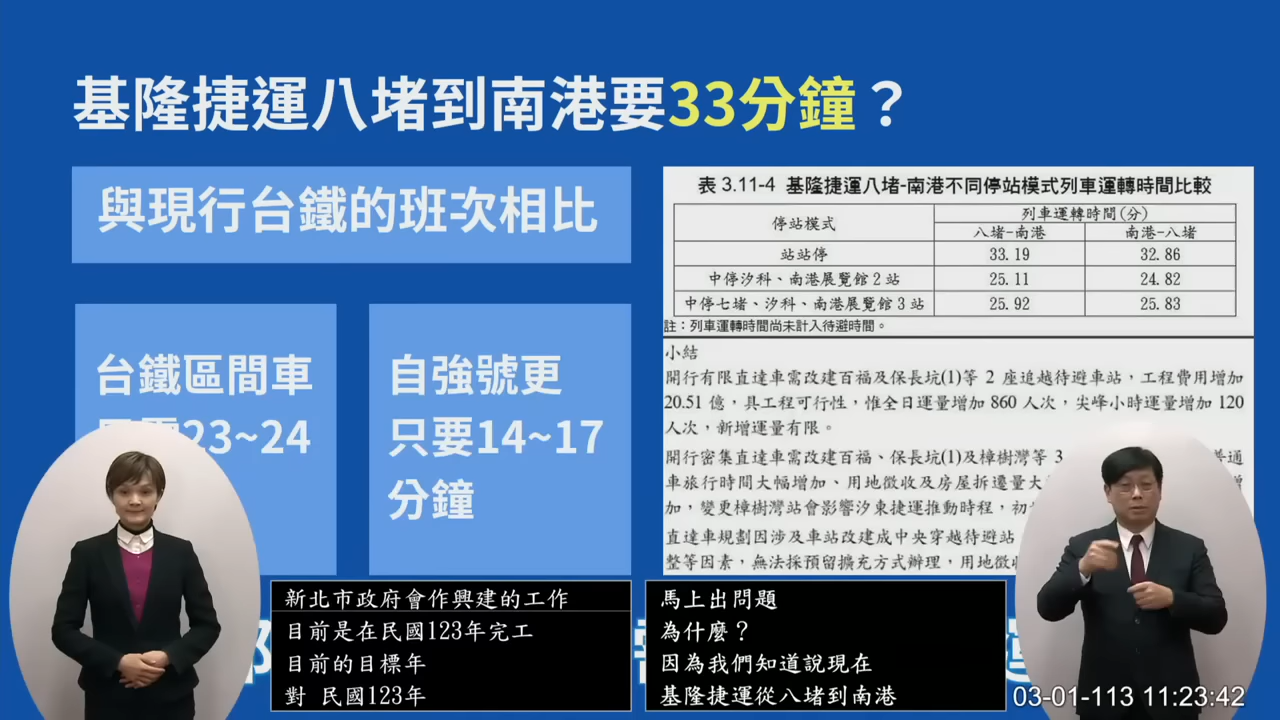 基隆捷運八堵到南港要33分鐘？
與現行台鐵的班次相比
台鐵區間車
23~24
自強號更
只要14~17
分鐘
表 3.11-4 基隆捷運八堵-南港不同停站模式列車運轉時間比較
停站模式
列車運轉時間(分)
八堵-南港
南港-八堵
站站停
33.19
32.86
中停汐科、南港展覽館2站
25.11
24.82
中停七堵、汐科、南港展覽館3站
25.92
25.83
註：列車運轉時間尚未計入待避時間。
小結
開行有限直達車需改建百福及保長坑(1)等 2 座追越待避車站，工程費用增加
20.51 億，具工程可行性，惟全日運量增加 860 人次，尖峰小時運量增加 120
人次，新增運量有限。
開行密集直達車需改建百福、保長坑(1)及樟樹灣等 3
普通
車旅行時間大幅增加、用地徵收及房屋拆遷量大
增
加，變更樟樹灣站會影響汐東捷運推動時程，初
直達車規劃因涉及車站改建成中央穿越待避站
整等因素，無法採預留擴充方式辦理，用地徵收
新北市政府會作興建的工作
目前是在民國123年完工
目前的目標年
對 民國123年
馬上出問題
為什麼？
因為我們知道說現在
基隆捷運從八堵到南港
03-01-113 11:23:42